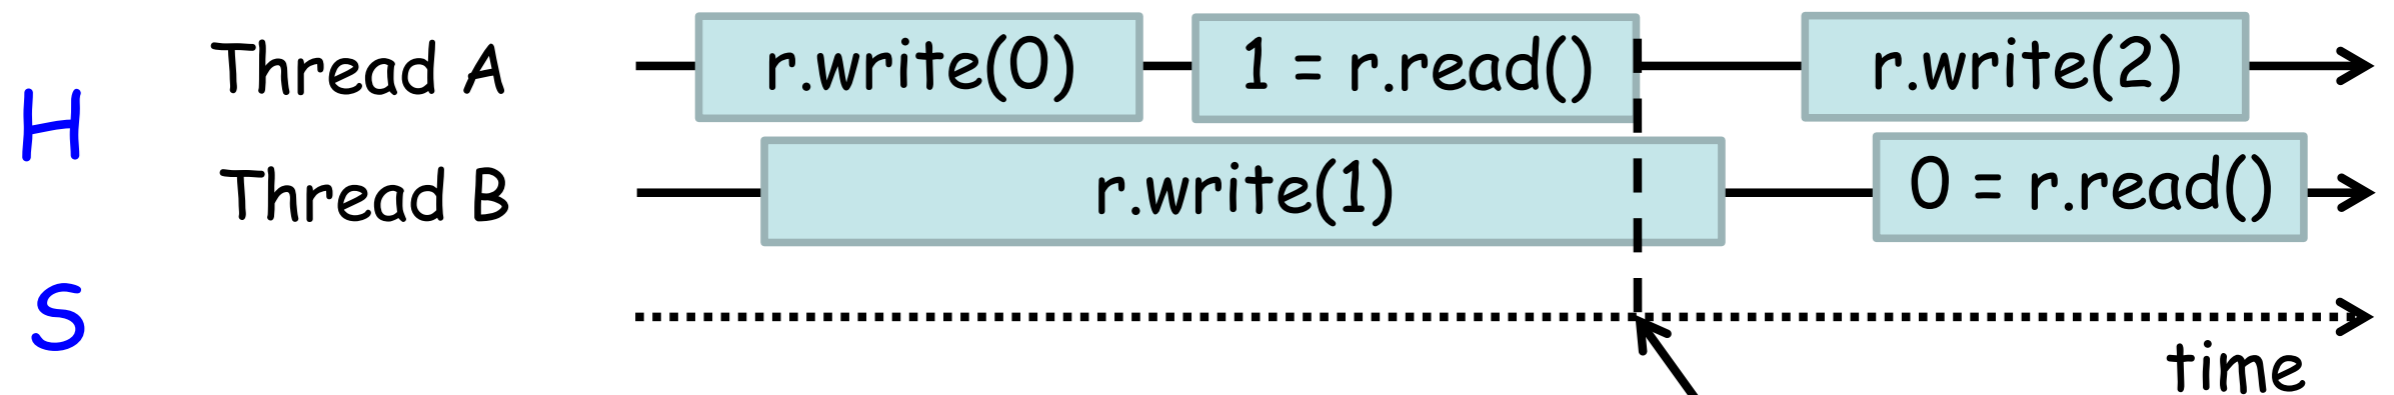 H
Thread A r.write(0) 1 = r.read() r.write(2)
Thread B r.write(1) 0 = r.read()
S
time